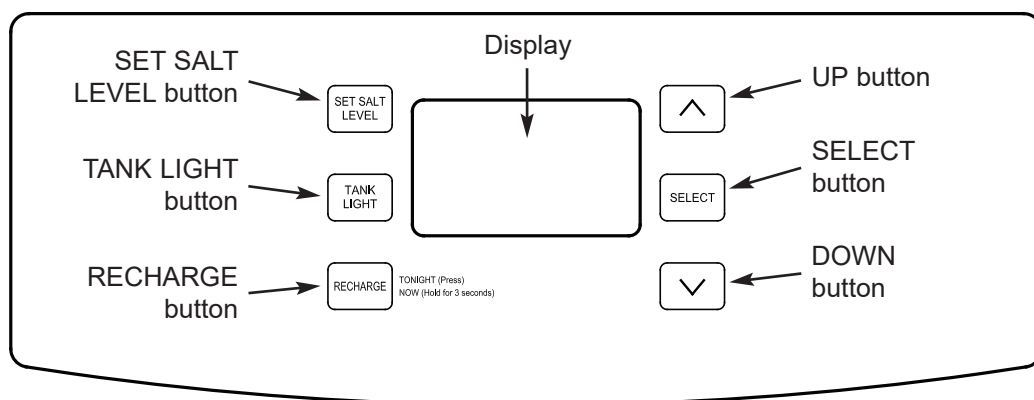 Display
SET SALT
LEVEL button
SET SALT
LEVEL
UP button
TANK LIGHT
button
TANK
LIGHT
SELECT
SELECT
button
RECHARGE
button
RECHARGE
TONIGHT (Press)
NOW (Hold for 3 seconds)
DOWN
button